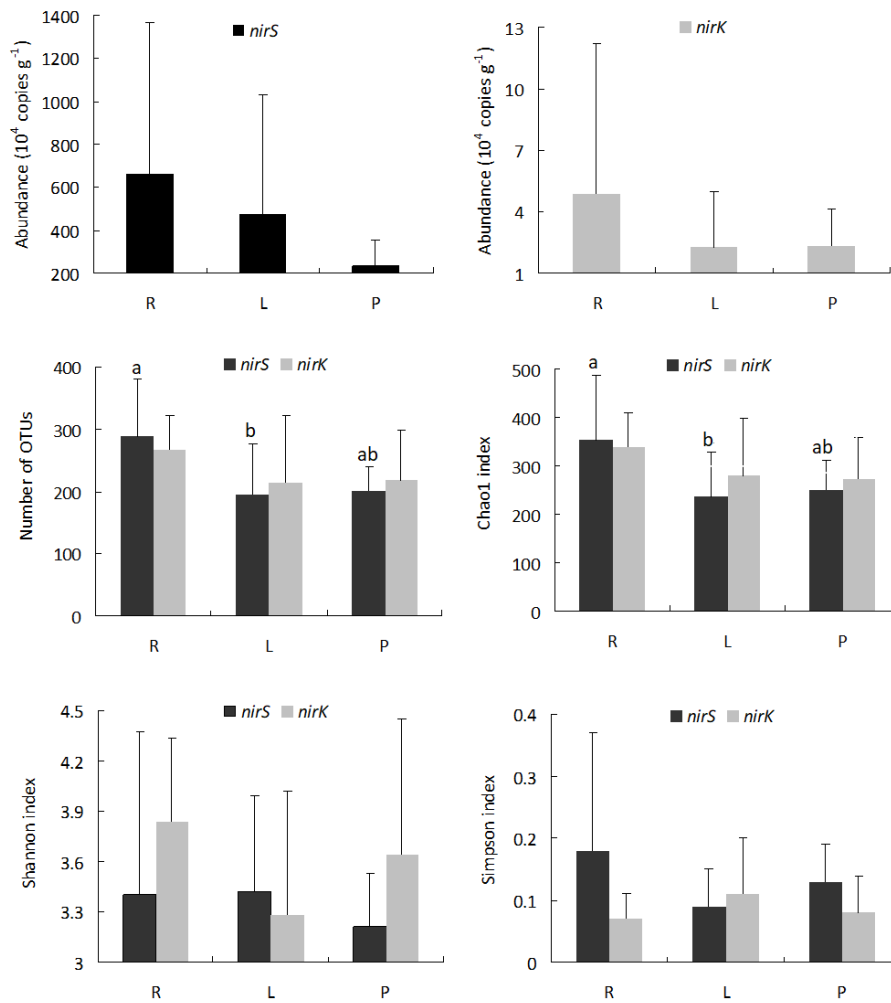 nirS
Abundance (10⁴ copies g⁻¹)
1400
1200
1000
800
600
400
200
R L P
nirK
Abundance (10⁴ copies g⁻¹)
13
10
7
4
1
R L P
nirS nirK
Number of OTUs
400
300
200
100
0
a
b
ab
R L P
nirS nirK
Chao1 index
500
400
300
200
100
0
a
b
ab
R L P
nirS nirK
Shannon index
4.5
4.2
3.9
3.6
3.3
3
R L P
nirS nirK
Simpson index
0.4
0.3
0.2
0.1
0
R L P